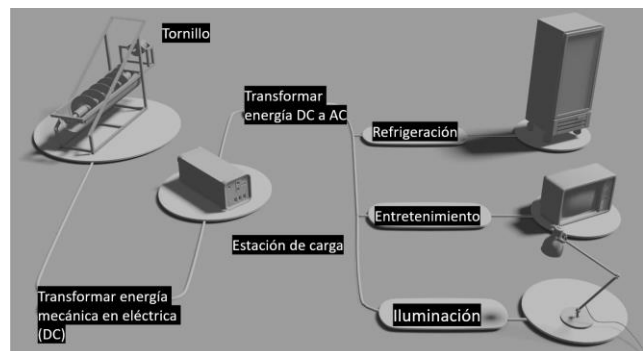 Tornillo
Transformar
energía DC a AC
Refrigeración
Entretenimiento
Estación de carga
Transformar energía
mecánica en eléctrica
(DC)
Iluminación